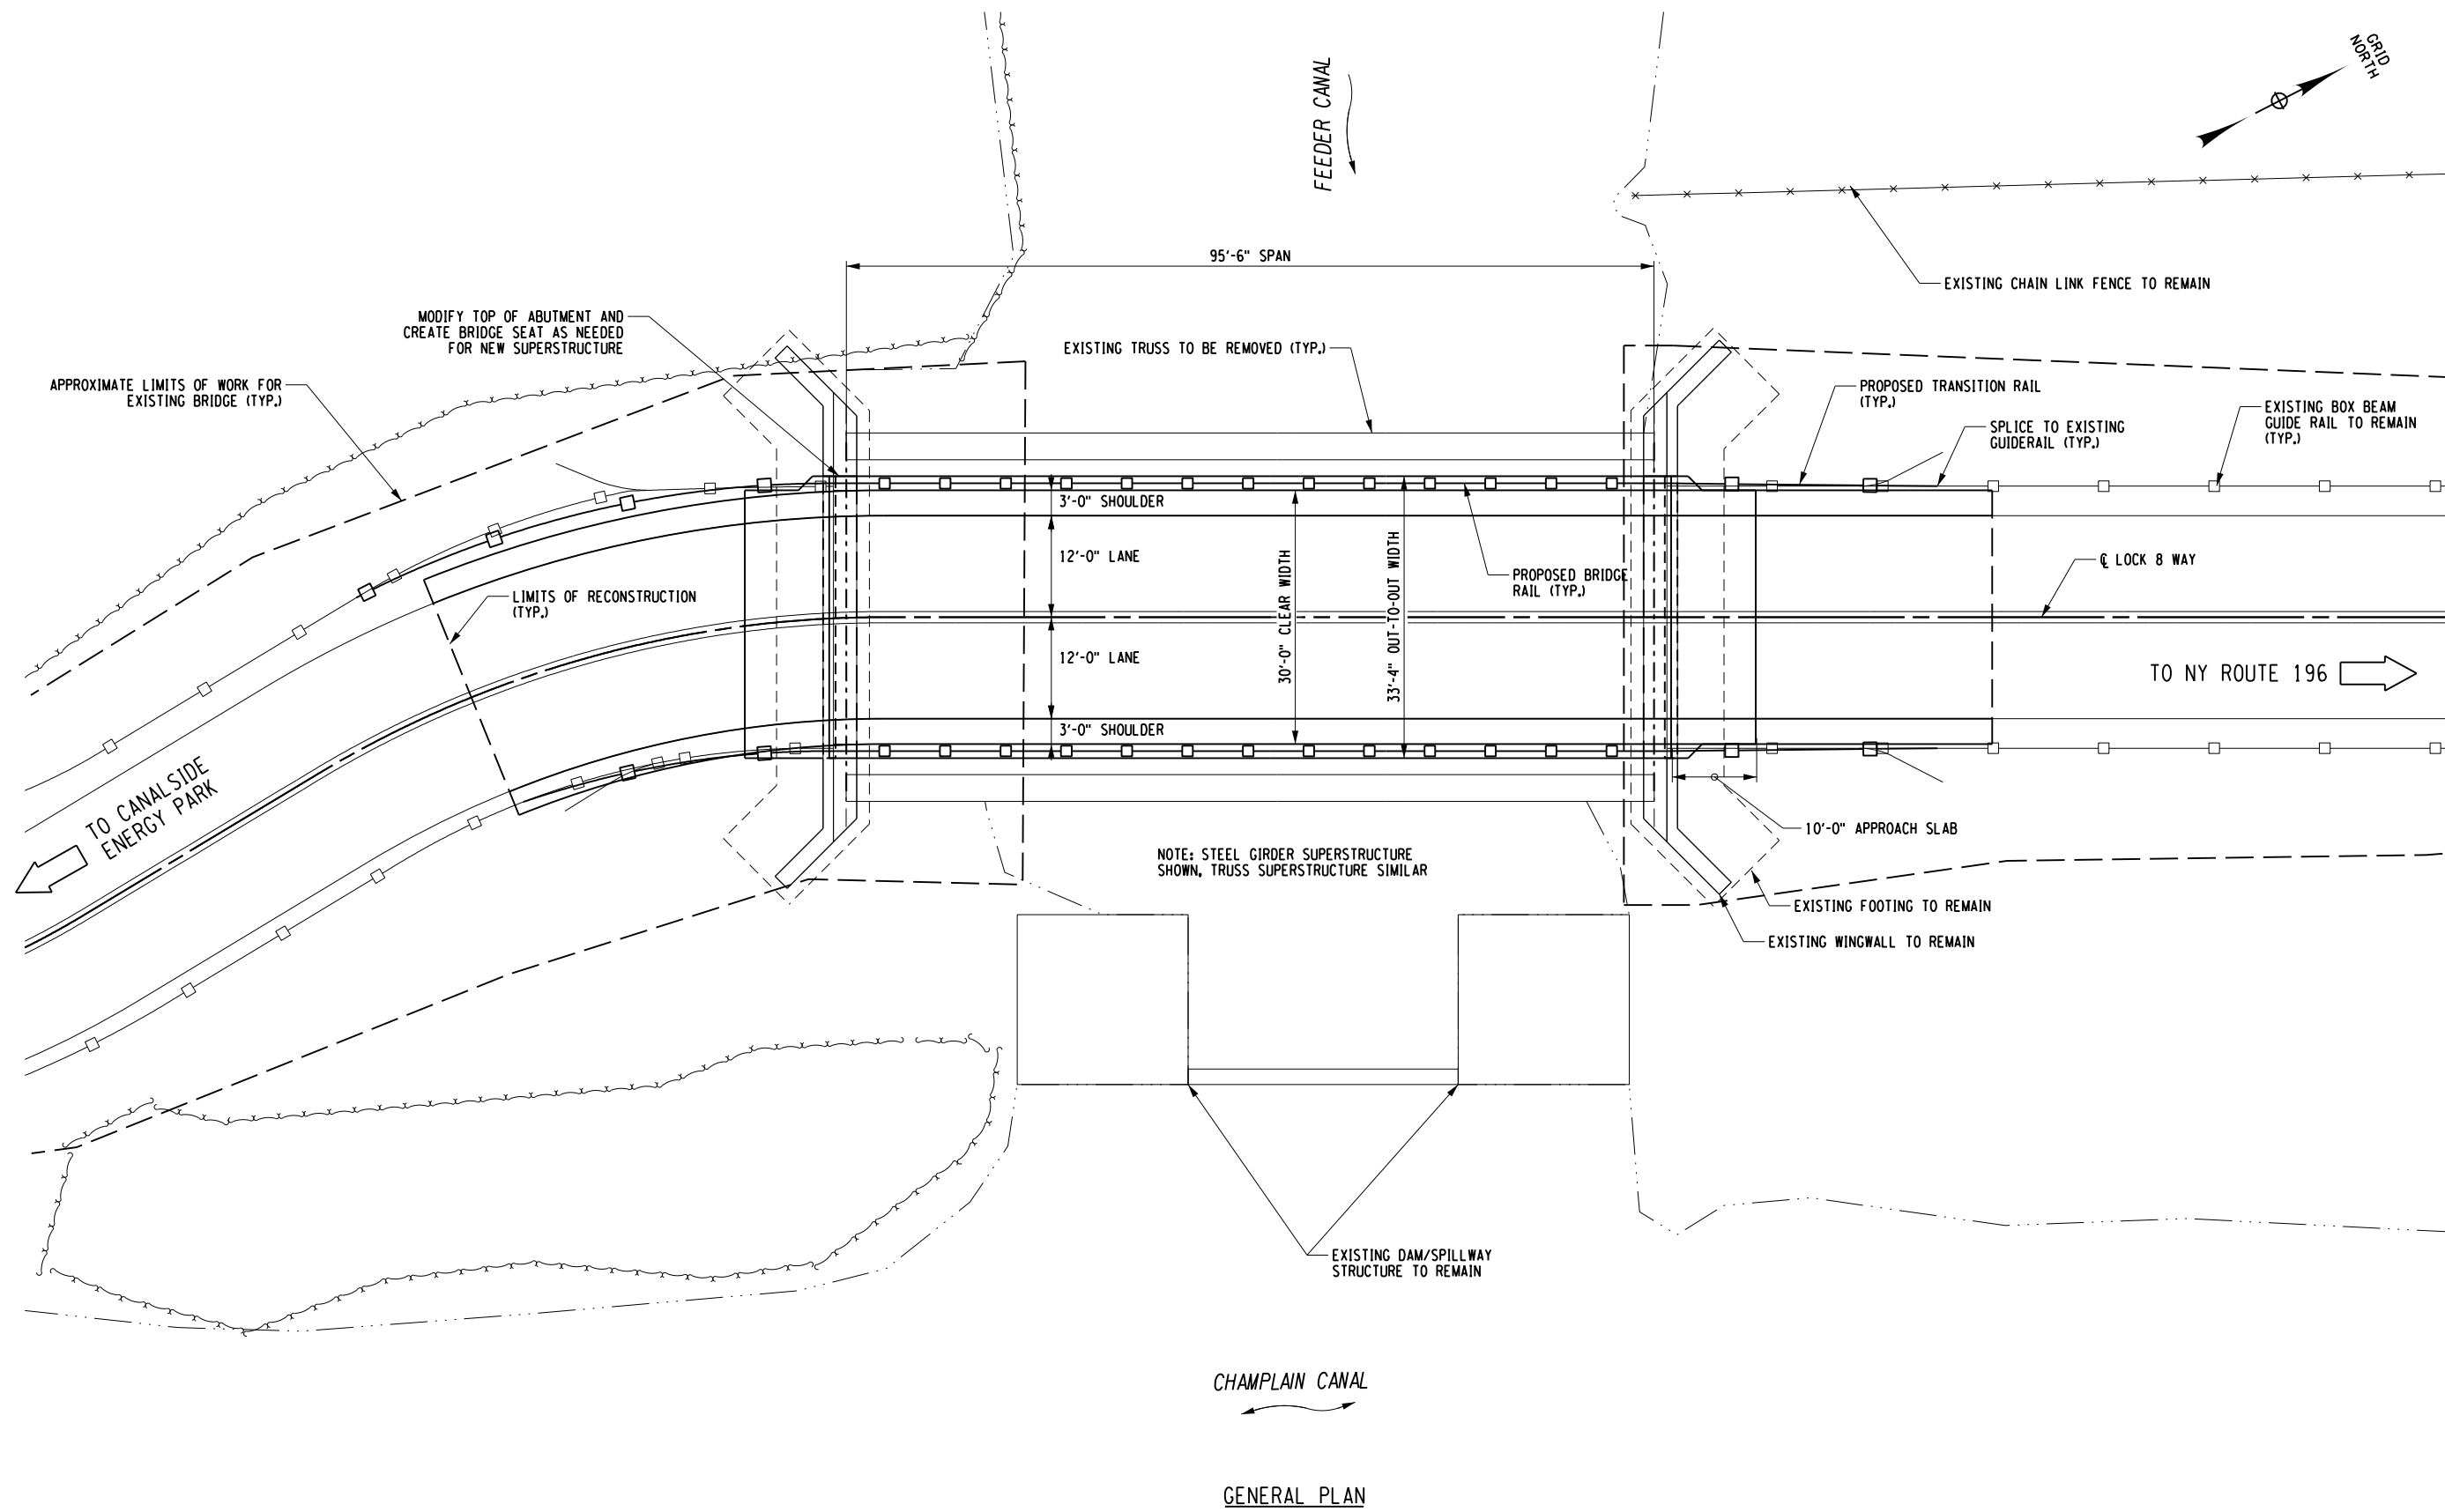 GRID
NORTH
FEEDER CANAL
95'-6" SPAN
EXISTING CHAIN LINK FENCE TO REMAIN
MODIFY TOP OF ABUTMENT AND
CREATE BRIDGE SEAT AS NEEDED
FOR NEW SUPERSTRUCTURE
EXISTING TRUSS TO BE REMOVED (TYP.)
APPROXIMATE LIMITS OF WORK FOR
EXISTING BRIDGE (TYP.)
PROPOSED TRANSITION RAIL
(TYP.)
SPLICE TO EXISTING
GUIDERAIL (TYP.)
EXISTING BOX BEAM
GUIDE RAIL TO REMAIN
(TYP.)
3'-0" SHOULDER
12'-0" LANE
30'-0" CLEAR WIDTH
33'-4" OUT-TO-OUT WIDTH
PROPOSED BRIDGE
RAIL (TYP.)
LIMITS OF RECONSTRUCTION
(TYP.)
℄ LOCK 8 WAY
12'-0" LANE
TO NY ROUTE 196
3'-0" SHOULDER
TO CANALSIDE
ENERGY PARK
10'-0" APPROACH SLAB
NOTE: STEEL GIRDER SUPERSTRUCTURE
SHOWN, TRUSS SUPERSTRUCTURE SIMILAR
EXISTING FOOTING TO REMAIN
EXISTING WINGWALL TO REMAIN
EXISTING DAM/SPILLWAY
STRUCTURE TO REMAIN
CHAMPLAIN CANAL
GENERAL PLAN